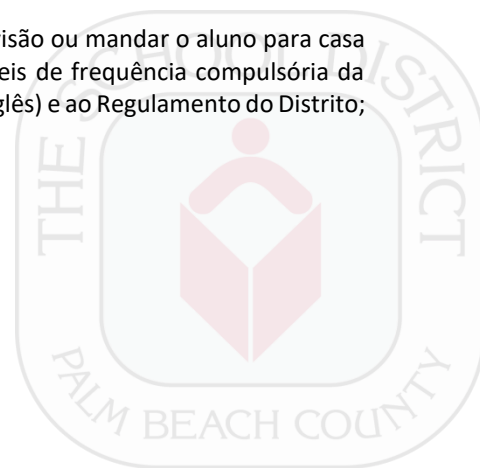 risão ou mandar o aluno para casa
eis de frequência compulsória da
glês) e ao Regulamento do Distrito;
THE SCHOOL DISTRICT
PALM BEACH COUNTY